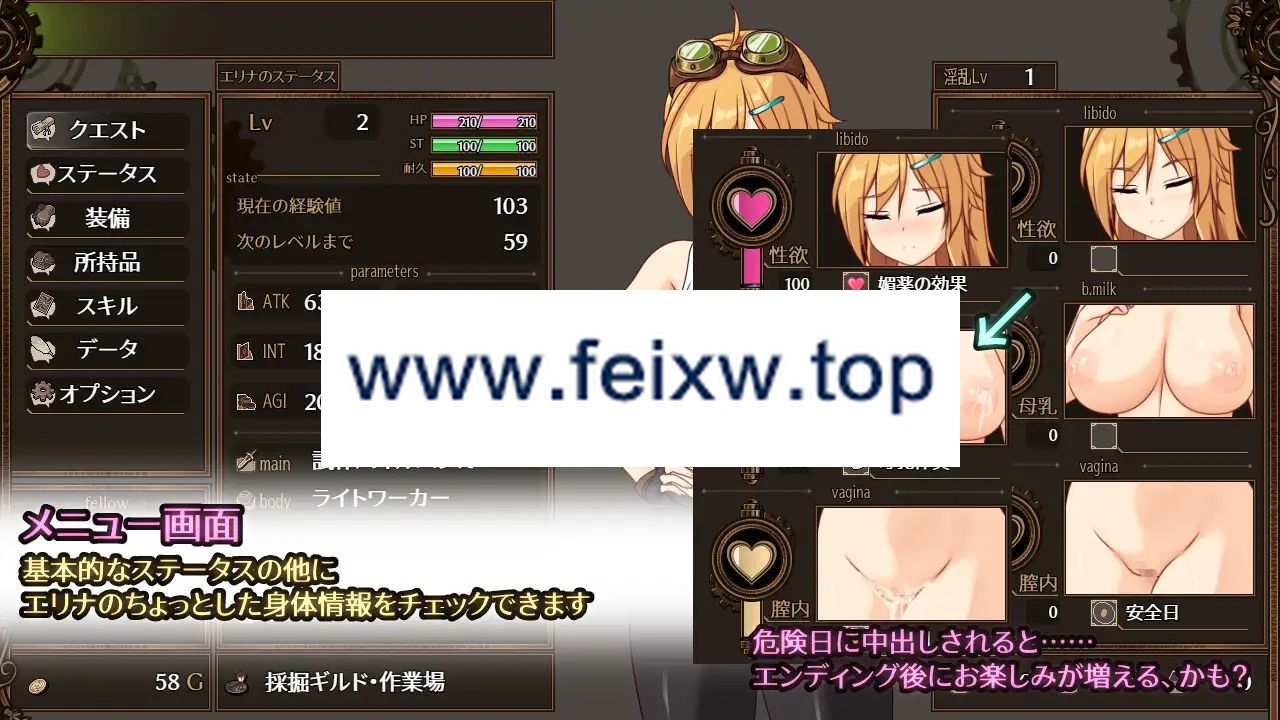 エリナのステータス
淫乱Lv 1
クエスト
ステータス
装備
所持品
スキル
データ
オプション
Lv 2
HP 210/ 210
ST 100/ 100
耐久 100/ 100
state
現在の経験値 103
次のレベルまで 59
parameters
ATK
INT
AGI
main
body ライトワーカー
fellow
libido
性欲
100
媚薬の効果
vagina
膣内
libido
性欲
0
b.milk
母乳
0
vagina
膣内
0
安全日
www.feixw.top
メニュー画面
基本的なステータスの他に
エリナのちょっとした身体情報をチェックできます
危険日に中出しされると……
エンディング後にお楽しみが増える、かも?
58 G
採掘ギルド・作業場